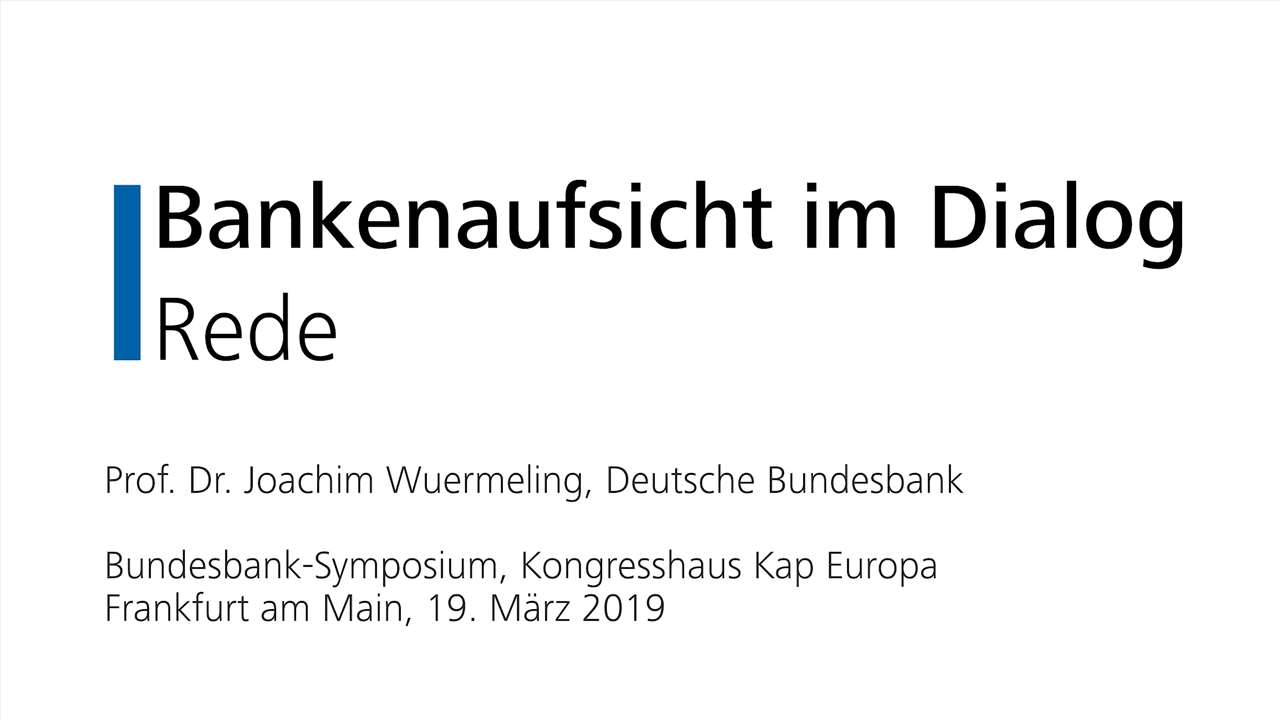 Bankenaufsicht im Dialog
Rede
Prof. Dr. Joachim Wuermeling, Deutsche Bundesbank
Bundesbank-Symposium, Kongresshaus Kap Europa
Frankfurt am Main, 19. März 2019